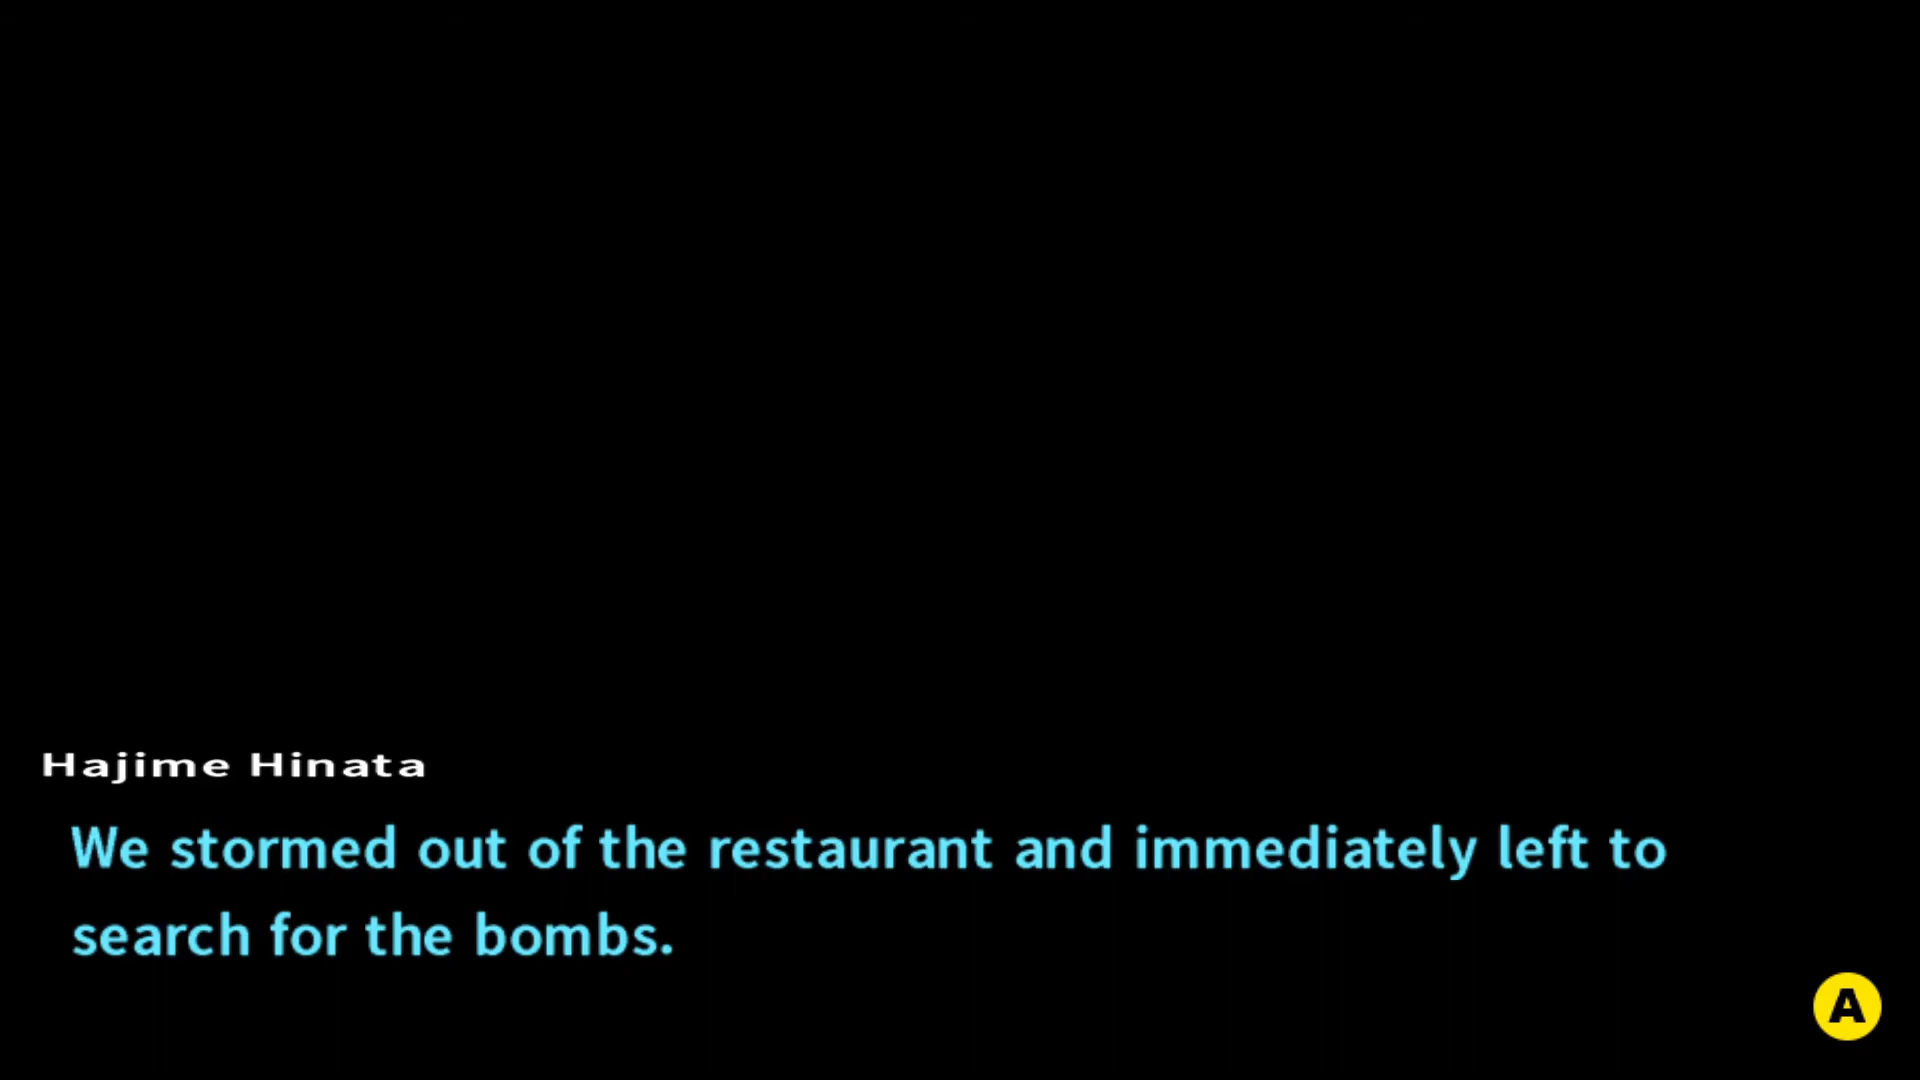 Hajime Hinata
We stormed out of the restaurant and immediately left to
search for the bombs.
A